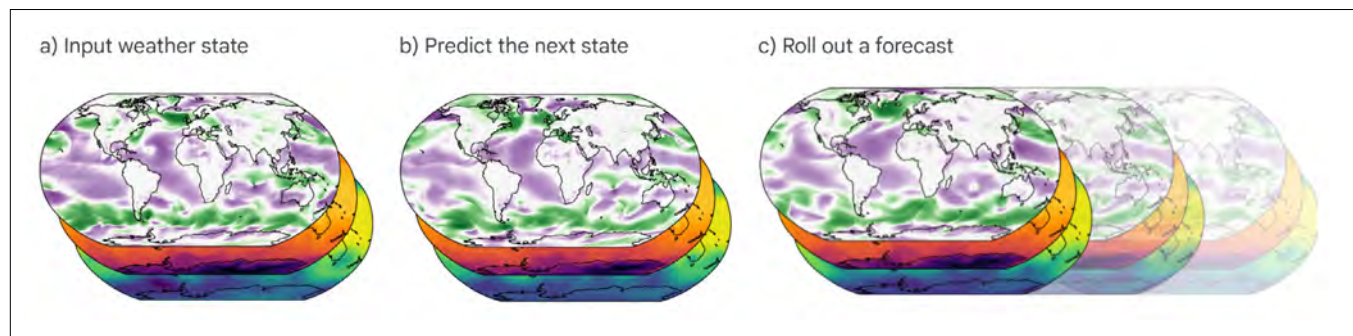 a) Input weather state
b) Predict the next state
c) Roll out a forecast